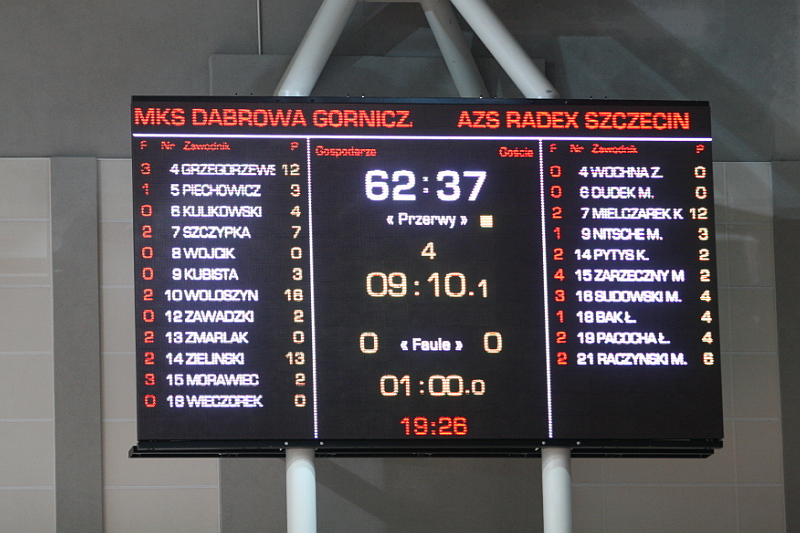 MKS DABROWA GORNICZ. AZS RADEX SZCZECIN
F Nr Zawodnik P
3 4 GRZEGORZEWS 12
1 5 PIECHOWICZ 3
0 6 KULIKOWSKI 4
2 7 SZCZYPKA 7
0 8 WOJCIK 0
0 9 KUBISTA 3
2 10 WOLOSZYN 18
0 12 ZAWADZKI 2
2 13 ZMARLAK 0
2 14 ZIELINSKI 13
3 15 MORAWIEC 2
0 18 WIECZOREK 0
Gospodarze Goście
62:37
« Przerwy »
4
09:10.1
0 « Faule » 0
01:00.0
19:26
F Nr Zawodnik P
0 4 WOCHNA Z. 0
0 6 DUDEK M. 0
2 7 MIELCZAREK K 12
1 9 NITSCHE M. 3
2 14 PYTYS K. 2
4 15 ZARZECZNY M 2
3 16 SUDOWSKI M. 4
1 18 BAK Ł. 4
2 19 PACOCHA Ł. 4
2 21 RACZYNSKI M. 6